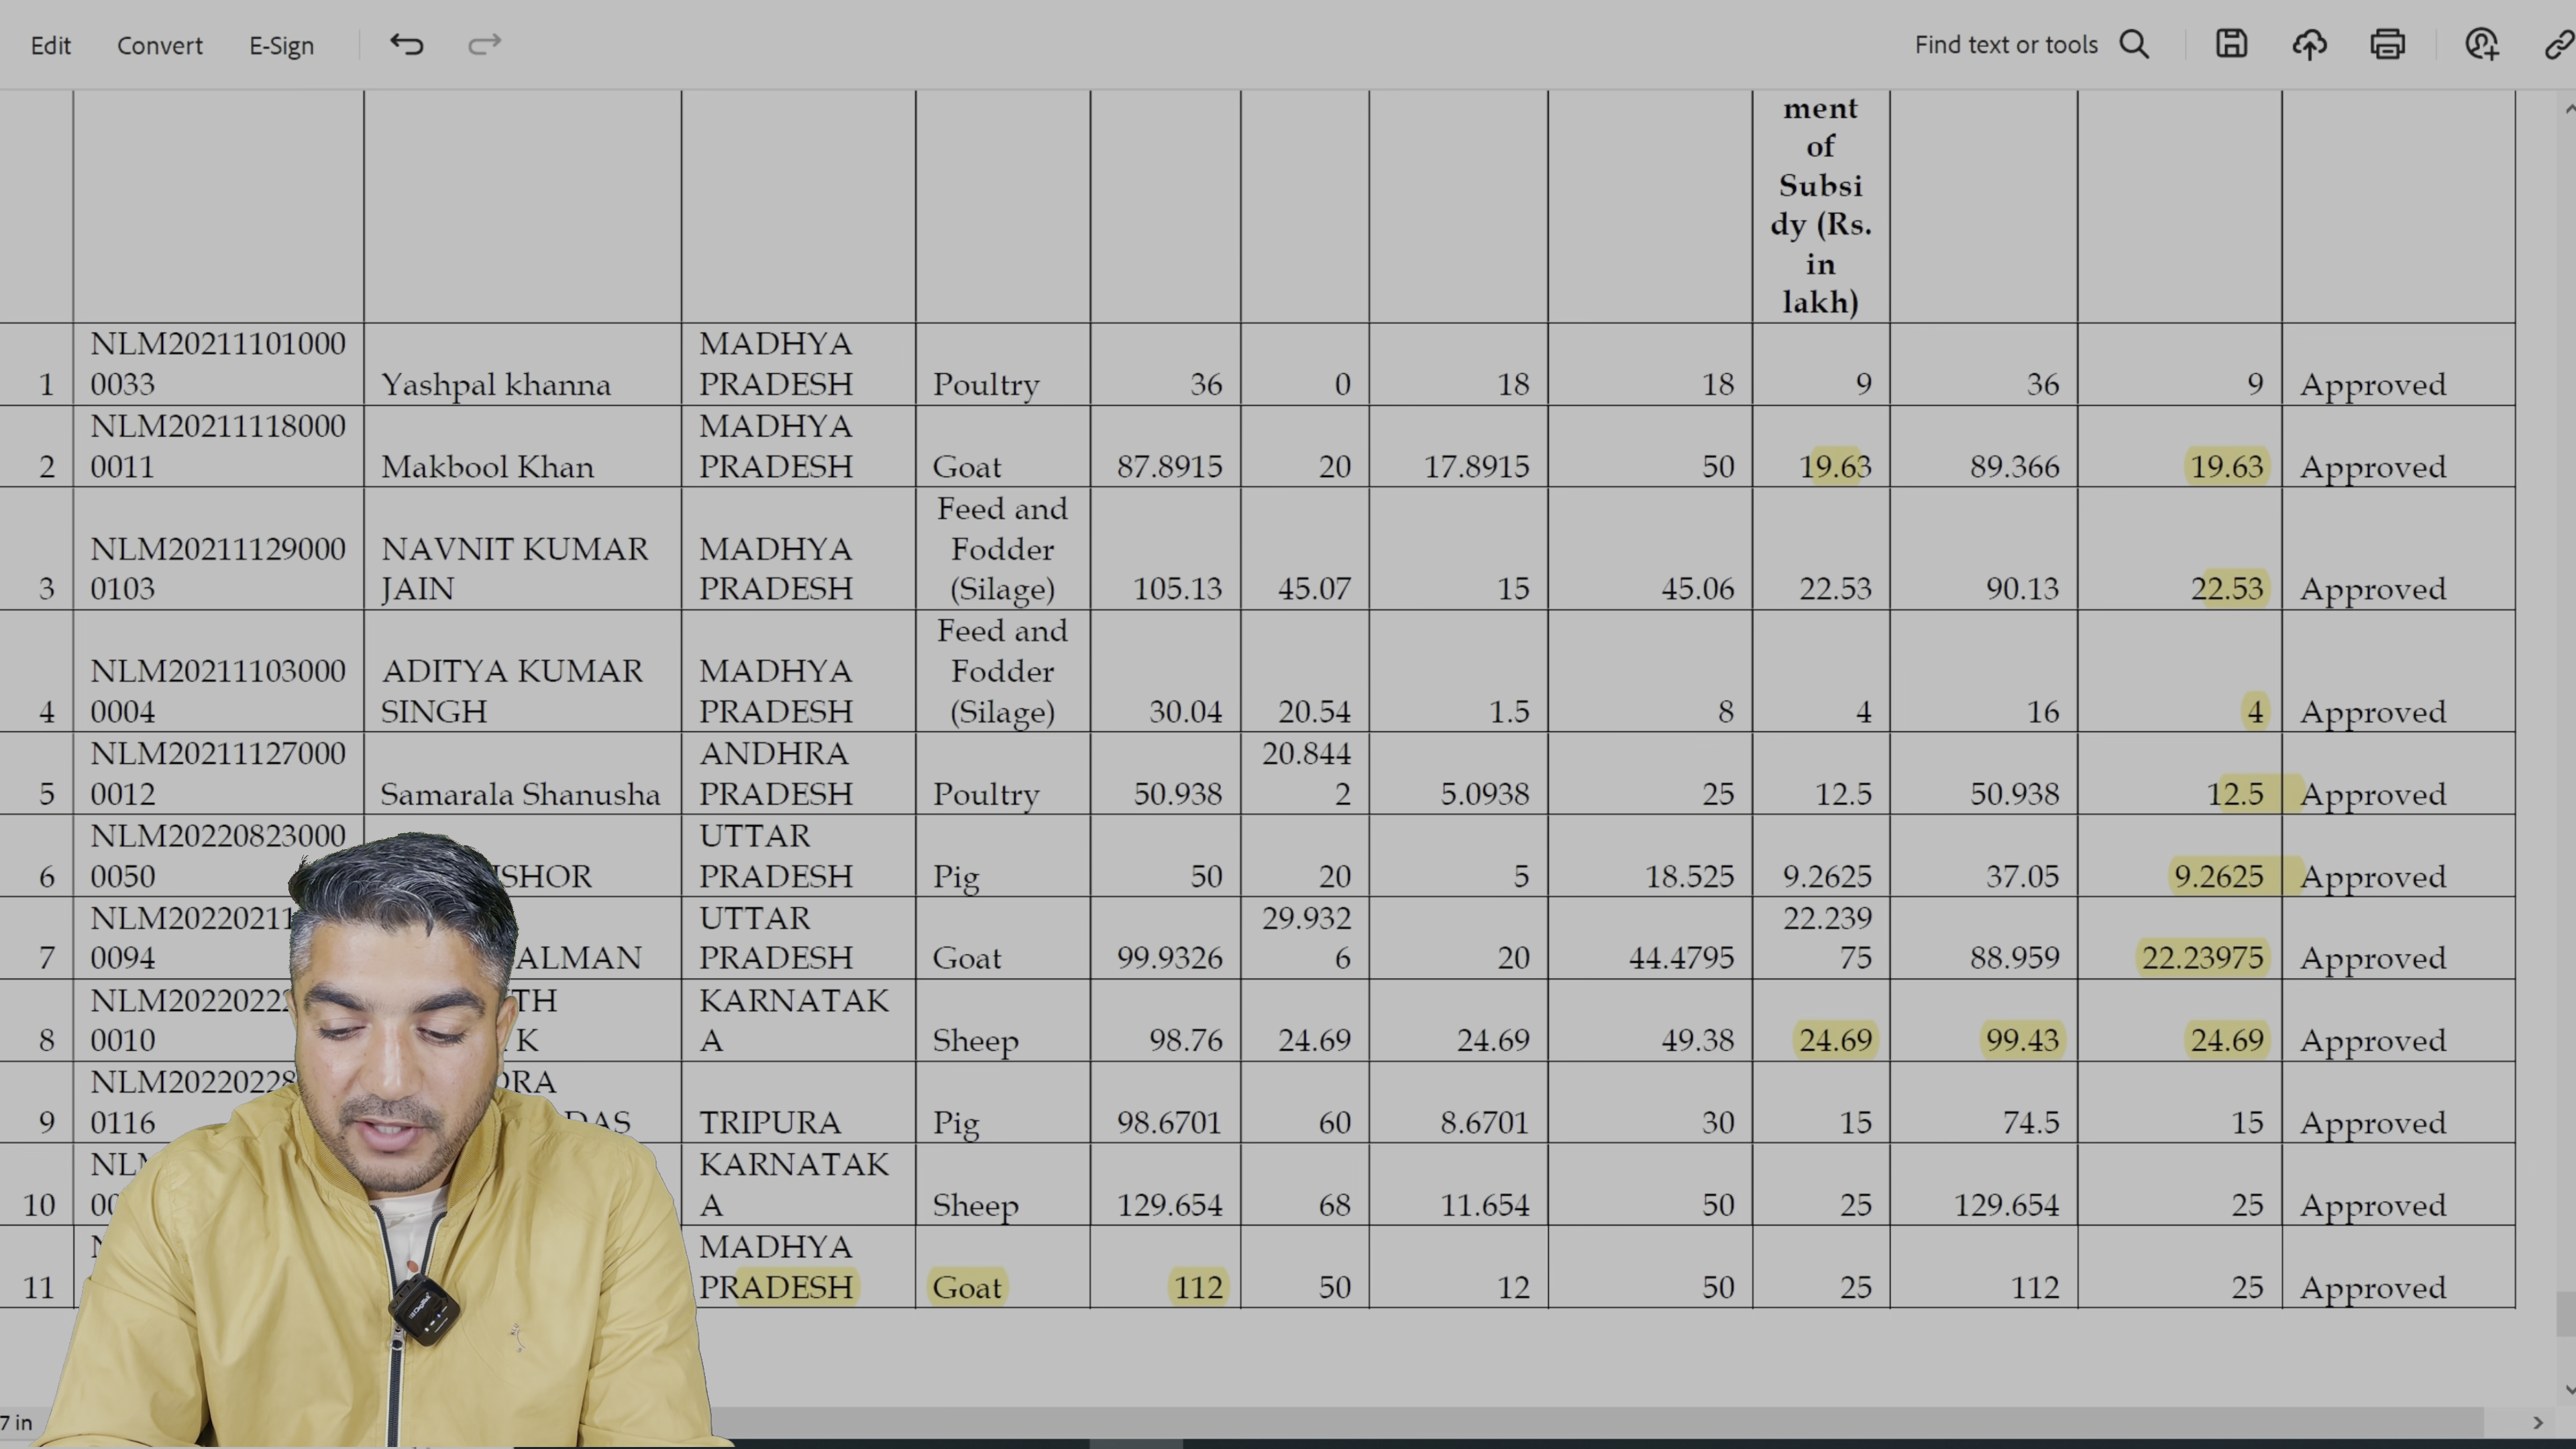 Edit Convert E-Sign Find text or tools
ment
of
Subsi
dy (Rs.
in
lakh)
NLM20211101000 MADHYA
1 0033 Yashpal khanna PRADESH Poultry 36 0 18 18 9 36 9 Approved
NLM20211118000 MADHYA
2 0011 Makbool Khan PRADESH Goat 87.8915 20 17.8915 50 19.63 89.366 19.63 Approved
Feed and
NLM20211129000 NAVNIT KUMAR MADHYA Fodder
3 0103 JAIN PRADESH (Silage) 105.13 45.07 15 45.06 22.53 90.13 22.53 Approved
Feed and
NLM20211103000 ADITYA KUMAR MADHYA Fodder
4 0004 SINGH PRADESH (Silage) 30.04 20.54 1.5 8 4 16 4 Approved
NLM20211127000 ANDHRA 20.844
5 0012 Samarala Shanusha PRADESH Poultry 50.938 2 5.0938 25 12.5 50.938 12.5 Approved
NLM20220823000 UTTAR
6 0050 ISHOR PRADESH Pig 50 20 5 18.525 9.2625 37.05 9.2625 Approved
NLM20220211 UTTAR 29.932 22.239
7 0094 ALMAN PRADESH Goat 99.9326 6 20 44.4795 75 88.959 22.23975 Approved
NLM2022022 TH KARNATAK
8 0010 K A Sheep 98.76 24.69 24.69 49.38 24.69 99.43 24.69 Approved
NLM20220228 DRA
9 0116 DAS TRIPURA Pig 98.6701 60 8.6701 30 15 74.5 15 Approved
NL KARNATAK
10 A Sheep 129.654 68 11.654 50 25 129.654 25 Approved
MADHYA
11 PRADESH Goat 112 50 12 50 25 112 25 Approved
7 in